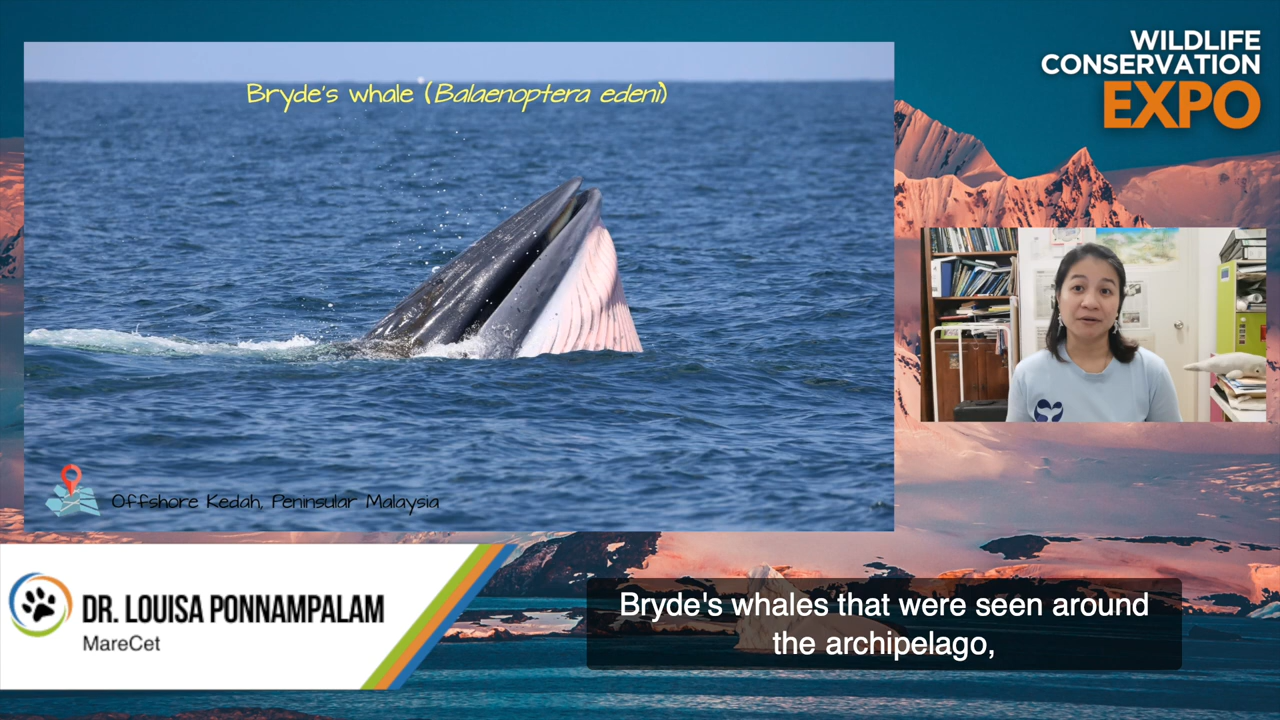 Bryde's whale (Balaenoptera edeni)
Offshore Kedah, Peninsular Malaysia
WILDLIFE
CONSERVATION
EXPO
DR. LOUISA PONNAMPALAM
MareCet
Bryde's whales that were seen around
the archipelago,